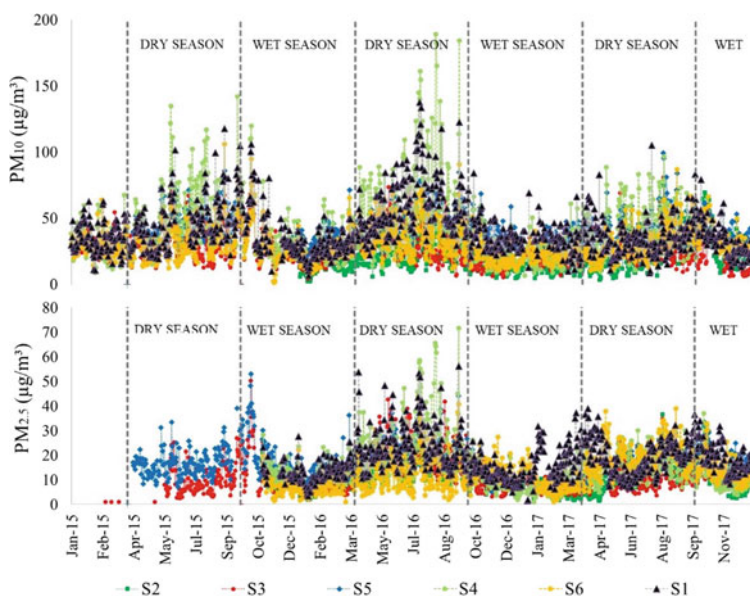 200
DRY SEASON
WET SEASON
DRY SEASON
WET SEASON
DRY SEASON
WET
150
100
50
0
PM10 (µg/m³)
80
DRY SEASON
WET SEASON
DRY SEASON
WET SEASON
DRY SEASON
WET
70
60
50
40
30
20
10
0
PM2.5 (µg/m³)
Jan-15
Feb-15
Apr-15
May-15
Jul-15
Sep-15
Oct-15
Dec-15
Feb-16
Mar-16
May-16
Jul-16
Aug-16
Oct-16
Dec-16
Jan-17
Mar-17
Apr-17
Jun-17
Aug-17
Sep-17
Nov-17
S2
S3
S5
S4
S6
S1